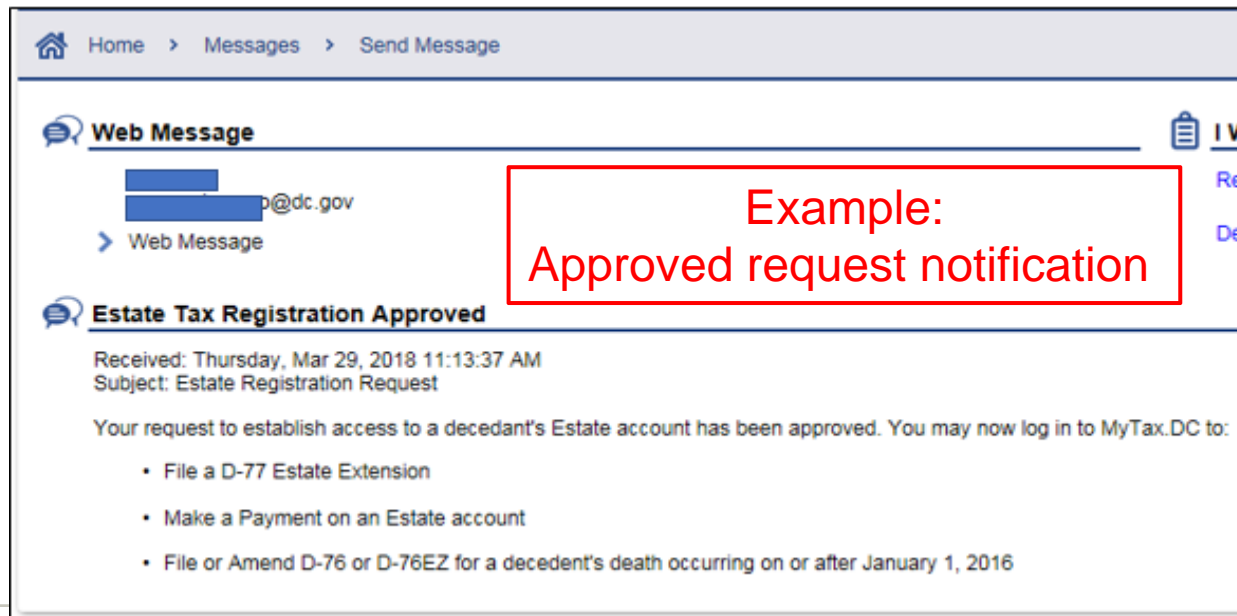 Home > Messages > Send Message
Web Message
@dc.gov
> Web Message
Example:
Approved request notification
Estate Tax Registration Approved
Received: Thursday, Mar 29, 2018 11:13:37 AM
Subject: Estate Registration Request
Your request to establish access to a decedant's Estate account has been approved. You may now log in to MyTax.DC to:
• File a D-77 Estate Extension
• Make a Payment on an Estate account
• File or Amend D-76 or D-76EZ for a decedent's death occurring on or after January 1, 2016